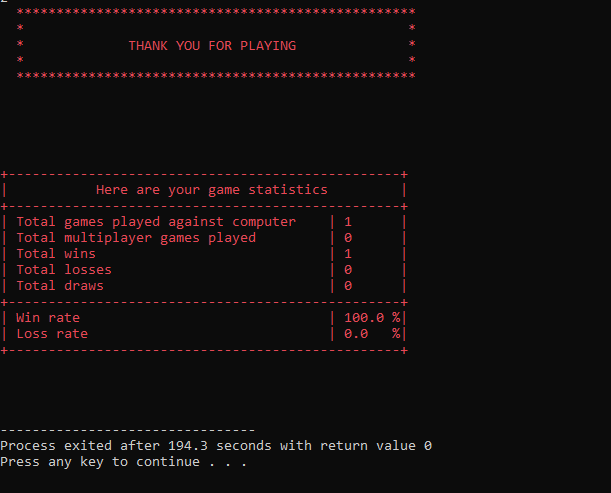 **************************************************
*                                                *
*             THANK YOU FOR PLAYING              *
*                                                *
**************************************************
+-------------------------------------------------+
|           Here are your game statistics         |
+-------------------------------------------------+
| Total games played against computer    | 1      |
| Total multiplayer games played         | 0      |
| Total wins                             | 1      |
| Total losses                           | 0      |
| Total draws                            | 0      |
+-------------------------------------------------+
| Win rate                               | 100.0 %|
| Loss rate                              | 0.0   %|
+-------------------------------------------------+
--------------------------------
Process exited after 194.3 seconds with return value 0
Press any key to continue . . .